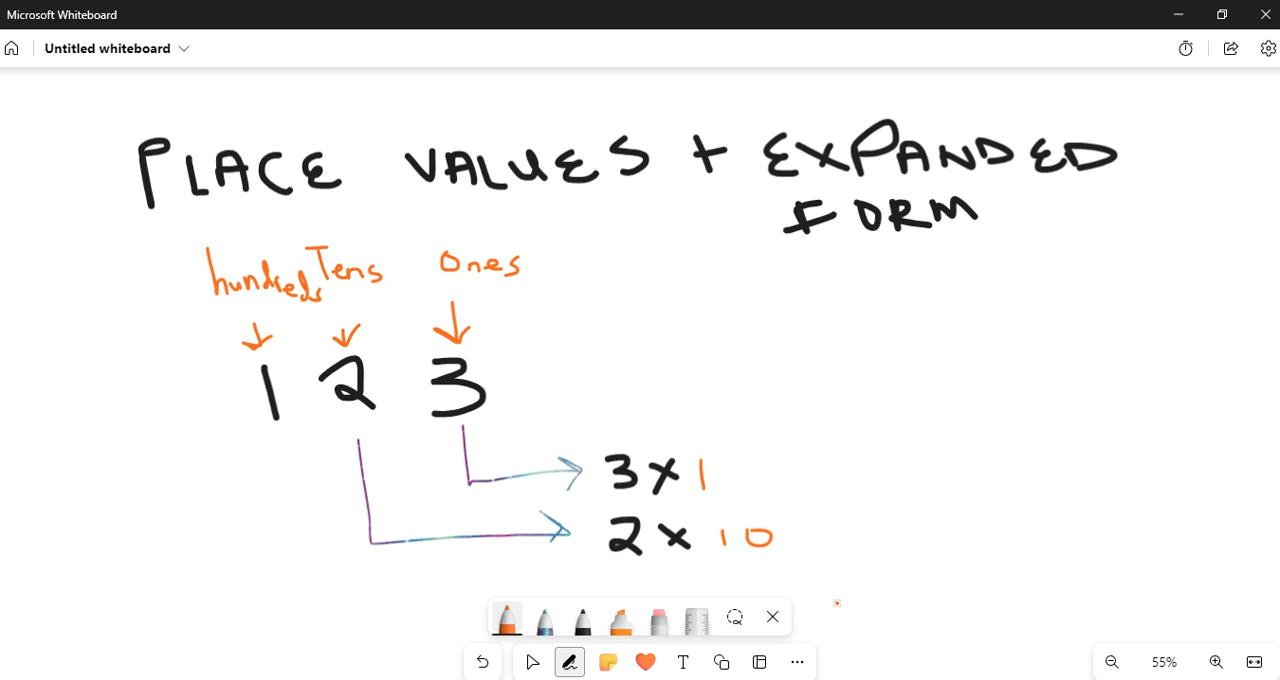 Microsoft Whiteboard
Untitled whiteboard
PLACE VALUES + EXPANDED
FORM
hundreds Tens Ones
1 2 3
3 x 1
2 x 10
55%